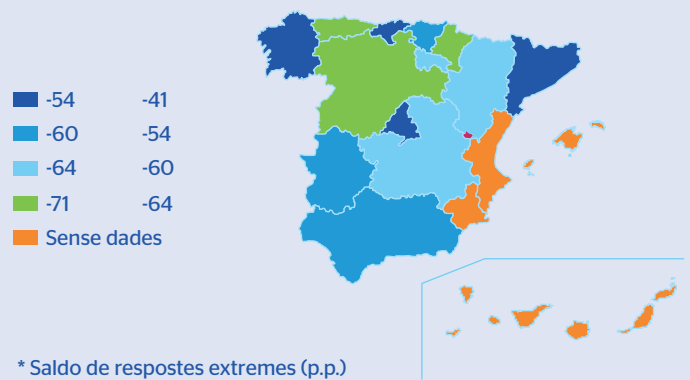 -54 -41
-60 -54
-64 -60
-71 -64
Sense dades
* Saldo de respostes extremes (p.p.)